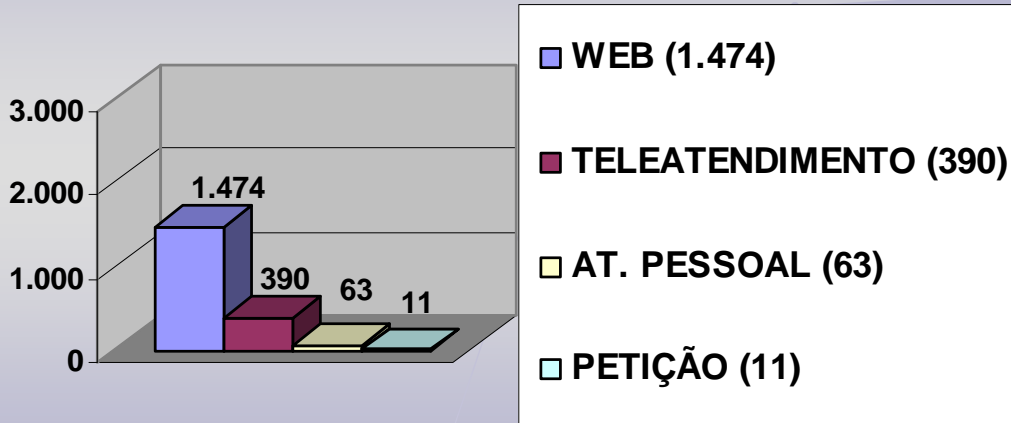 3.000
2.000
1.000
0
1.474
390
63
11
WEB (1.474)
TELEATENDIMENTO (390)
AT. PESSOAL (63)
PETIÇÃO (11)